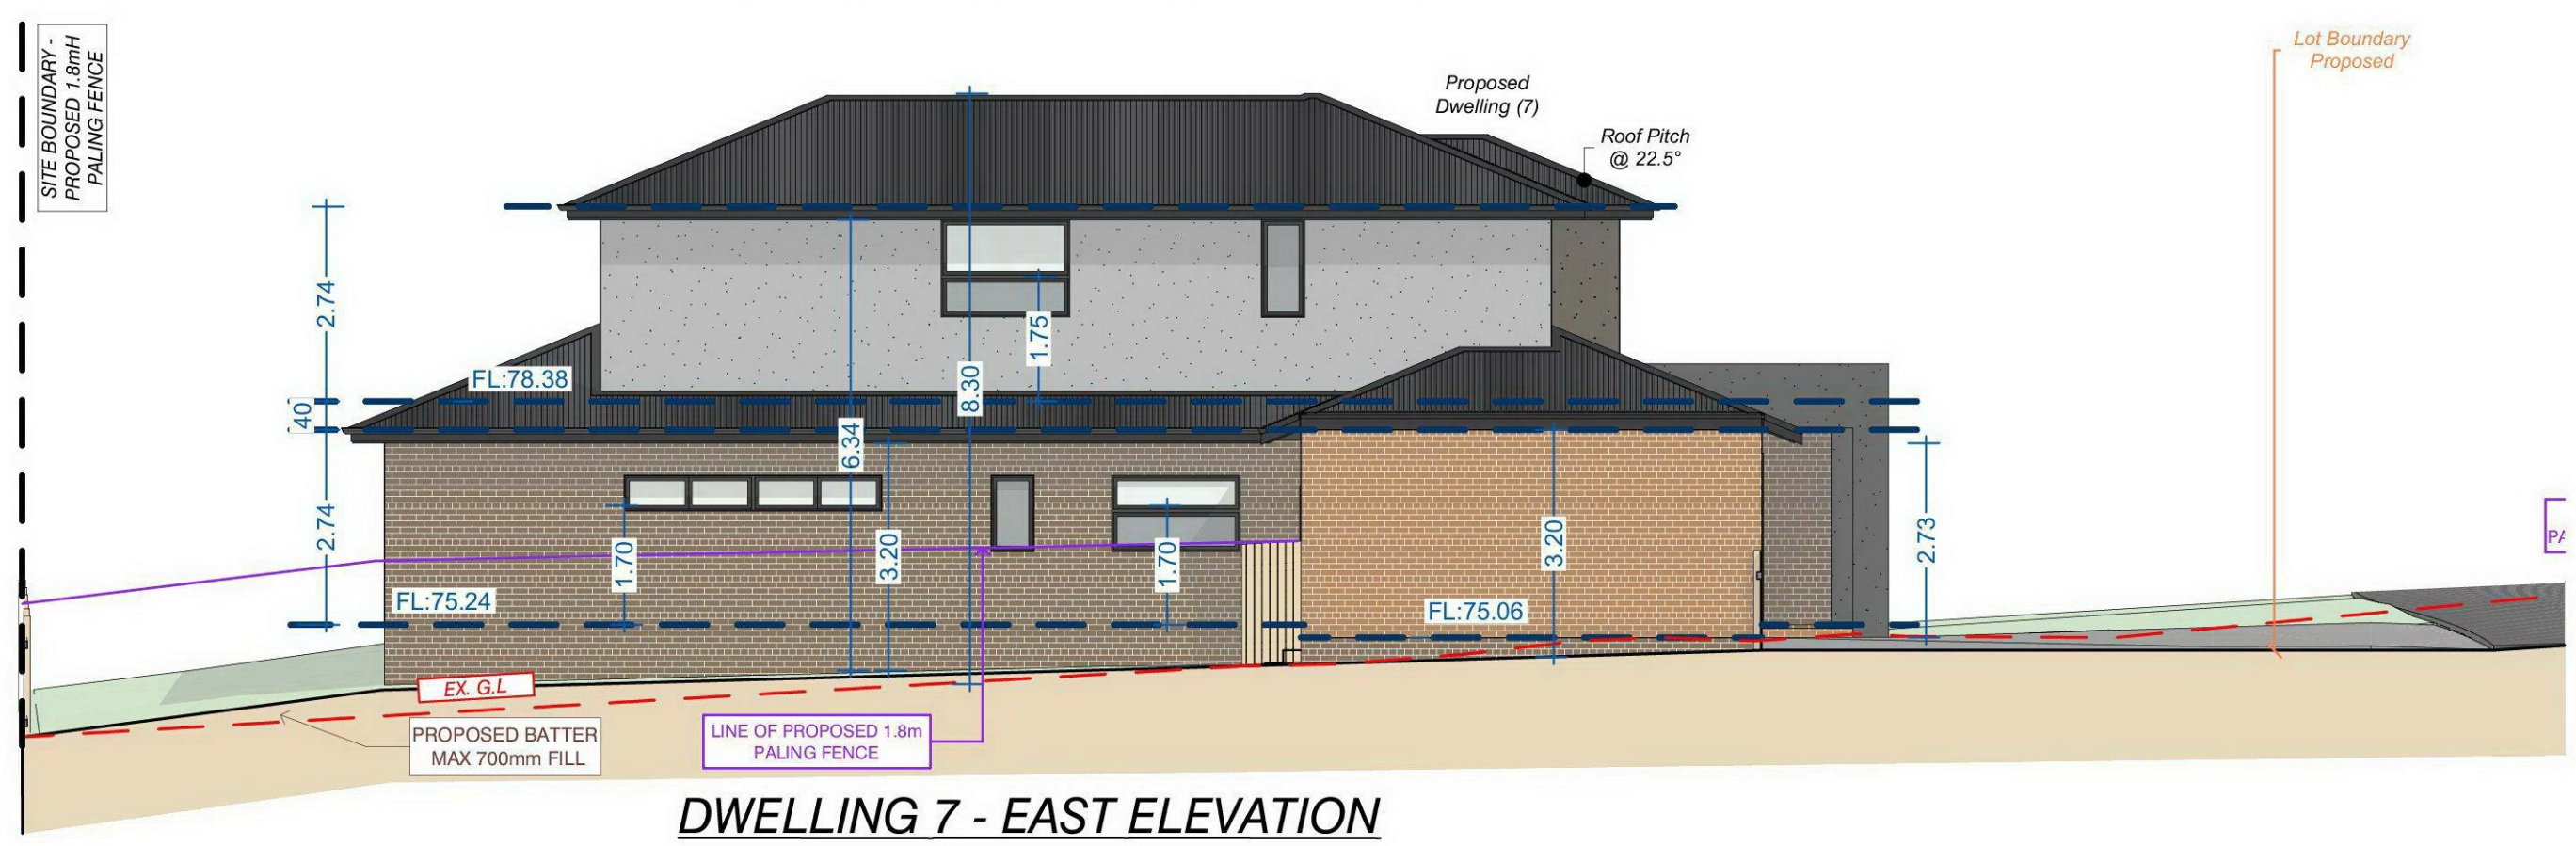 SITE BOUNDARY -
PROPOSED 1.8mH
PALING FENCE
Proposed
Dwelling (7)
Roof Pitch
@ 22.5°
Lot Boundary
Proposed
2.74
40
2.74
FL:78.38
FL:75.24
1.70
6.34
3.20
8.30
1.75
1.70
3.20
FL:75.06
2.73
EX. G.L
PROPOSED BATTER
MAX 700mm FILL
LINE OF PROPOSED 1.8m
PALING FENCE
DWELLING 7 - EAST ELEVATION